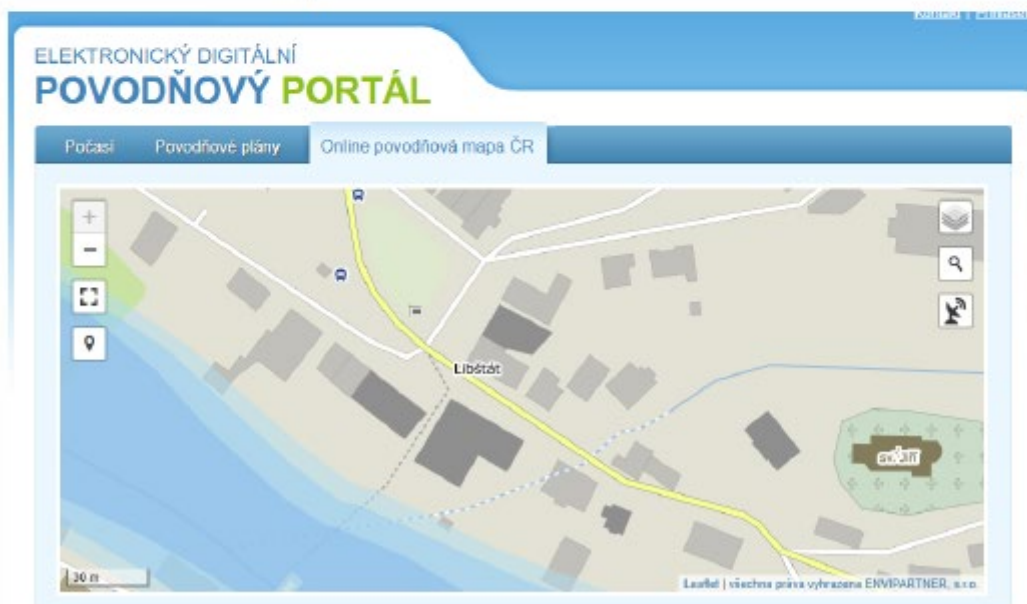 ELEKTRONICKÝ DIGITÁLNÍ
POVODŇOVÝ PORTÁL
Počasí Povodňové plány Online povodňová mapa ČR
+
−
Libštát
sv. Jiří
30 m
Leaflet | všechna práva vyhrazena ENVIPARTNER, s.r.o.